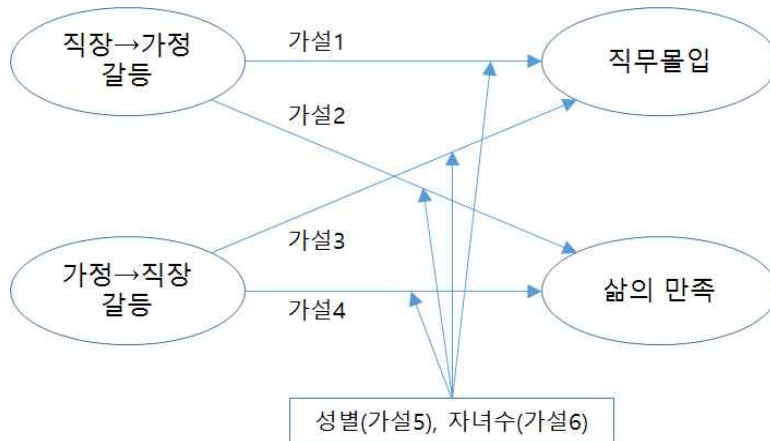 직장→가정
갈등
가설1
직무몰입
가설2
가설3
가정→직장
갈등
가설4
삶의 만족
성별(가설5), 자녀수(가설6)